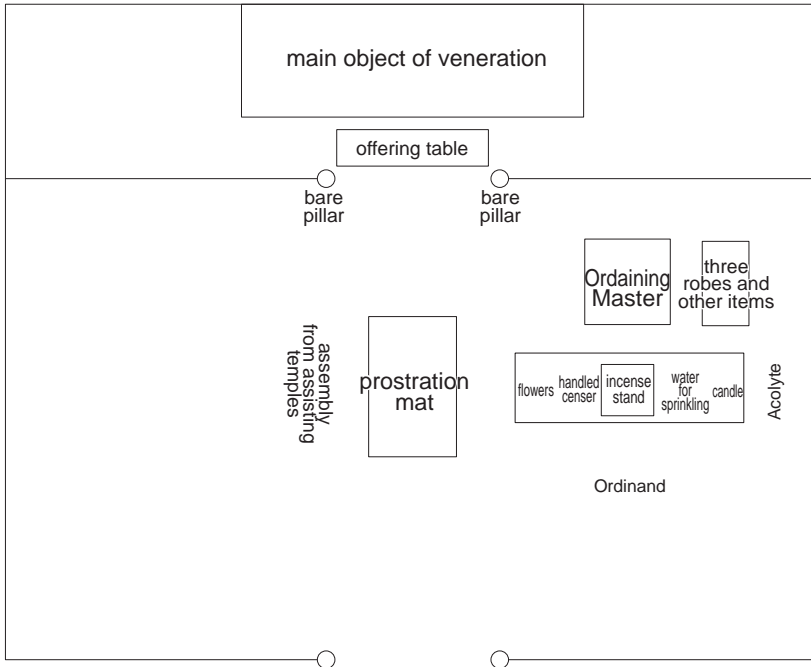 main object of veneration
offering table
bare
pillar
bare
pillar
Ordaining
Master
three
robes and
other items
assembly
from assisting
temples
prostration
mat
flowers
handled
censer
incense
stand
water
for
sprinkling
candle
Acolyte
Ordinand